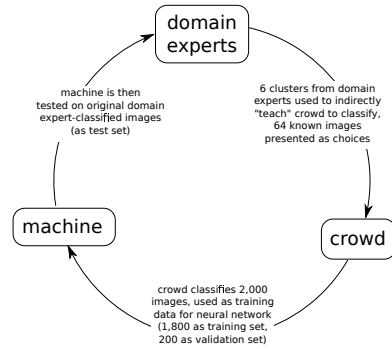 domain
experts
6 clusters from domain
experts used to indirectly
"teach" crowd to classify,
64 known images
presented as choices
crowd
crowd classifies 2,000
images, used as training
data for neural network
(1,800 as training set,
200 as validation set)
machine
machine is then
tested on original domain
expert-classified images
(as test set)